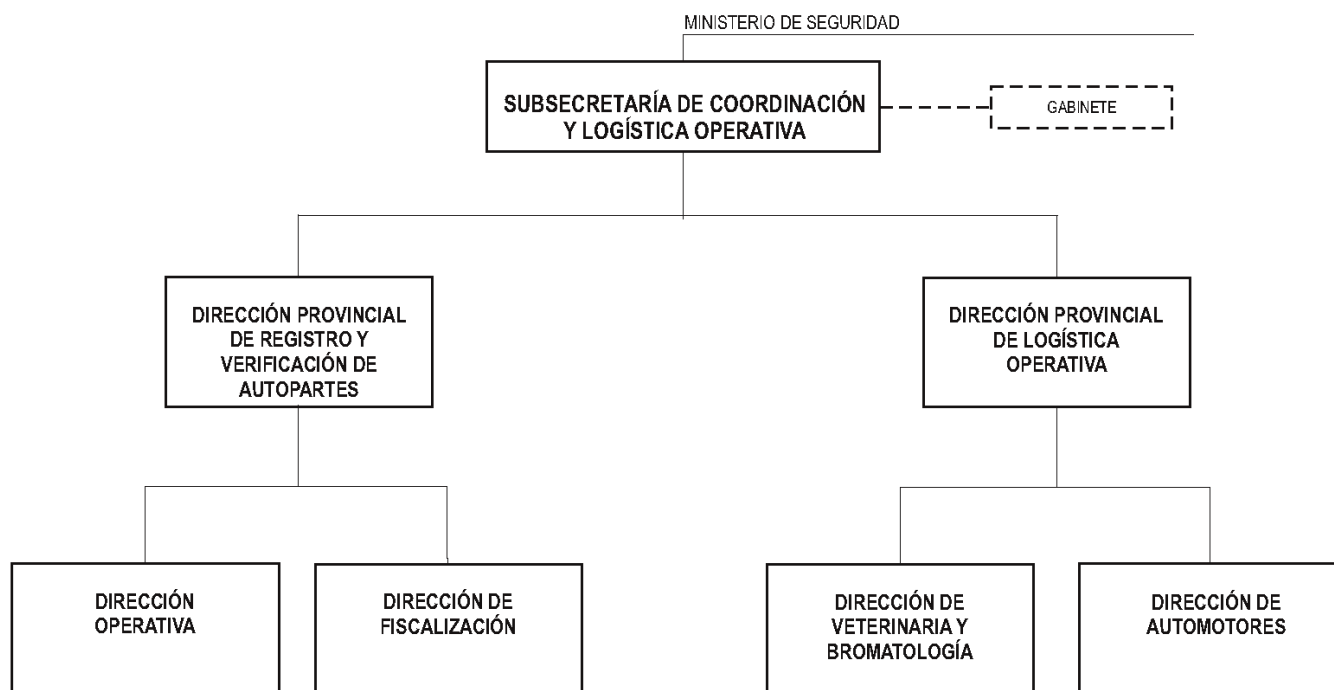 MINISTERIO DE SEGURIDAD
SUBSECRETARÍA DE COORDINACIÓN
Y LOGÍSTICA OPERATIVA
GABINETE
DIRECCIÓN PROVINCIAL
DE REGISTRO Y
VERIFICACIÓN DE
AUTOPARTES
DIRECCIÓN PROVINCIAL
DE LOGÍSTICA
OPERATIVA
DIRECCIÓN
OPERATIVA
DIRECCIÓN DE
FISCALIZACIÓN
DIRECCIÓN DE
VETERINARIA Y
BROMATOLOGÍA
DIRECCIÓN DE
AUTOMOTORES